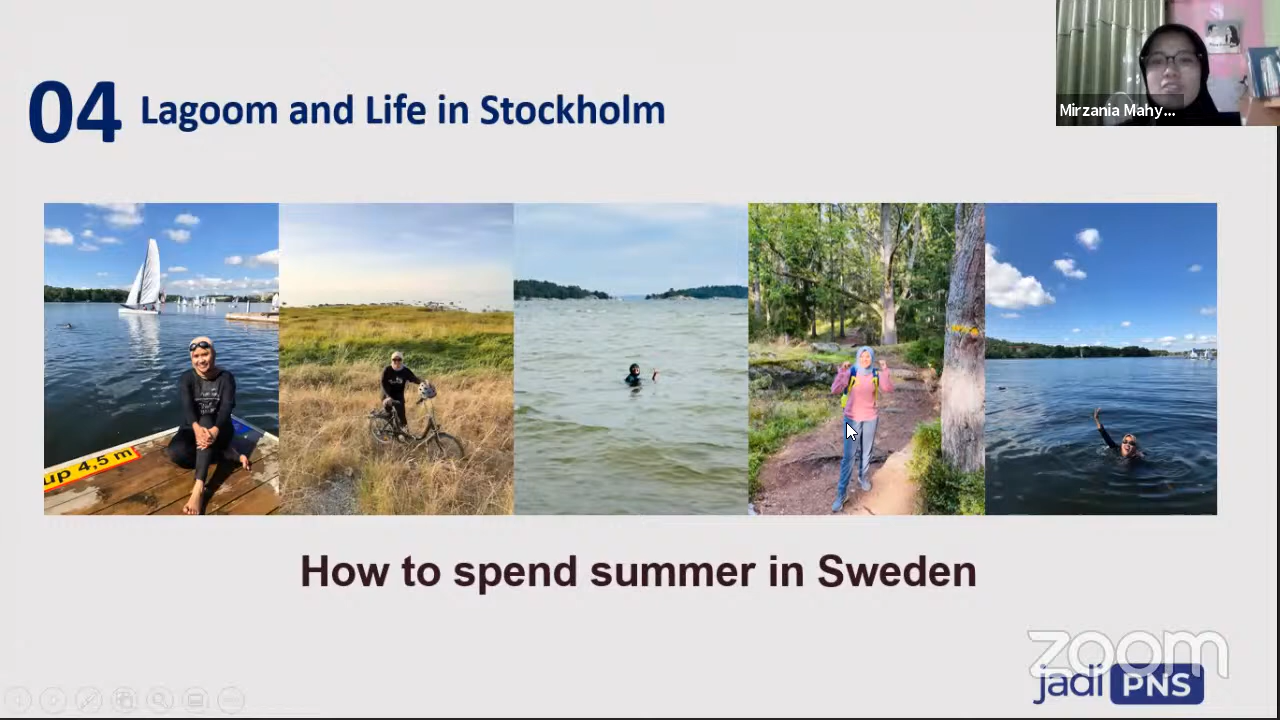 Mirzania Mahy...
04 Lagoom and Life in Stockholm
up 4,5 m
How to spend summer in Sweden
zoom
jadi PNS